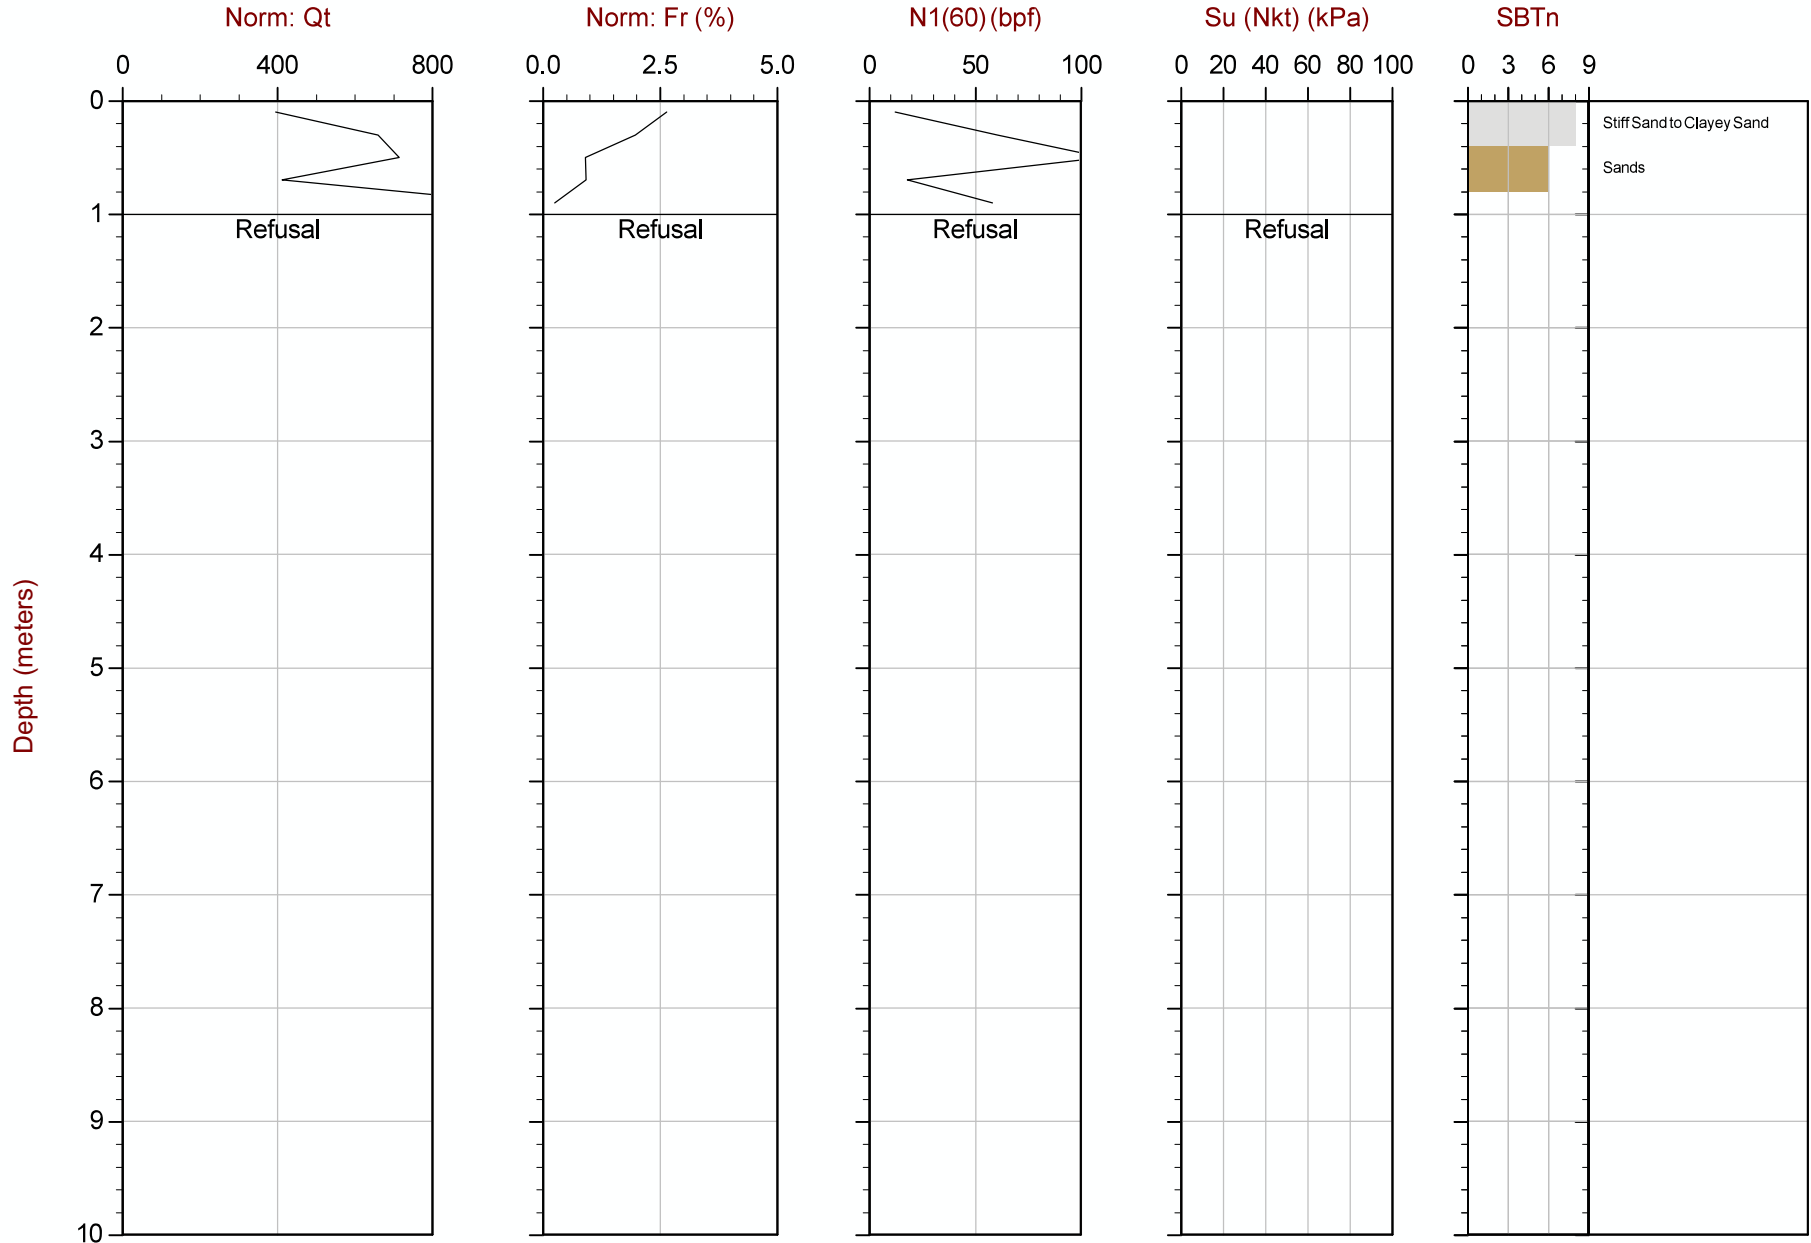 Norm: Qt Norm: Fr (%) N1(60) (bpf) Su (Nkt) (kPa) SBTn
0 400 800 0.0 2.5 5.0 0 50 100 0 20 40 60 80 100 0 3 6 9
0
Stiff Sand to Clayey Sand
Sands
1
Refusal Refusal Refusal Refusal
2
3
4
5
Depth (meters)
6
7
8
9
10